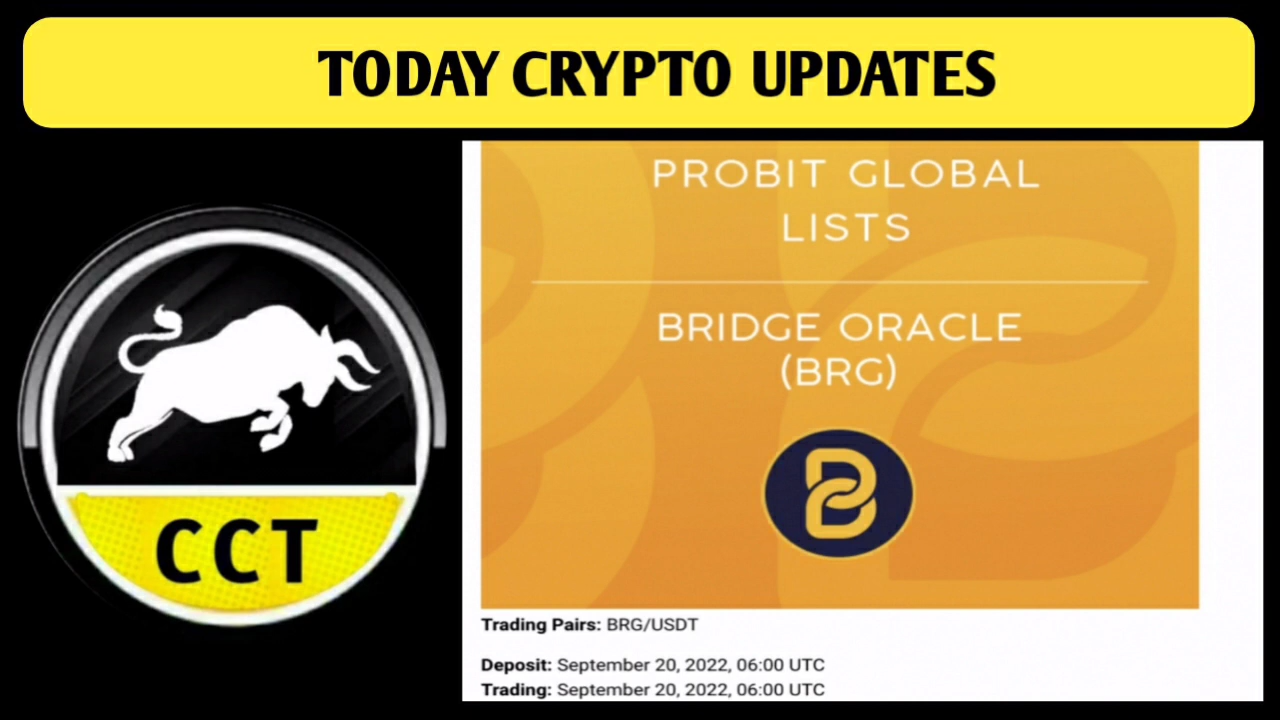 TODAY CRYPTO UPDATES
CCT
PROBIT GLOBAL
LISTS
BRIDGE ORACLE
(BRG)
Trading Pairs: BRG/USDT
Deposit: September 20, 2022, 06:00 UTC
Trading: September 20, 2022, 06:00 UTC